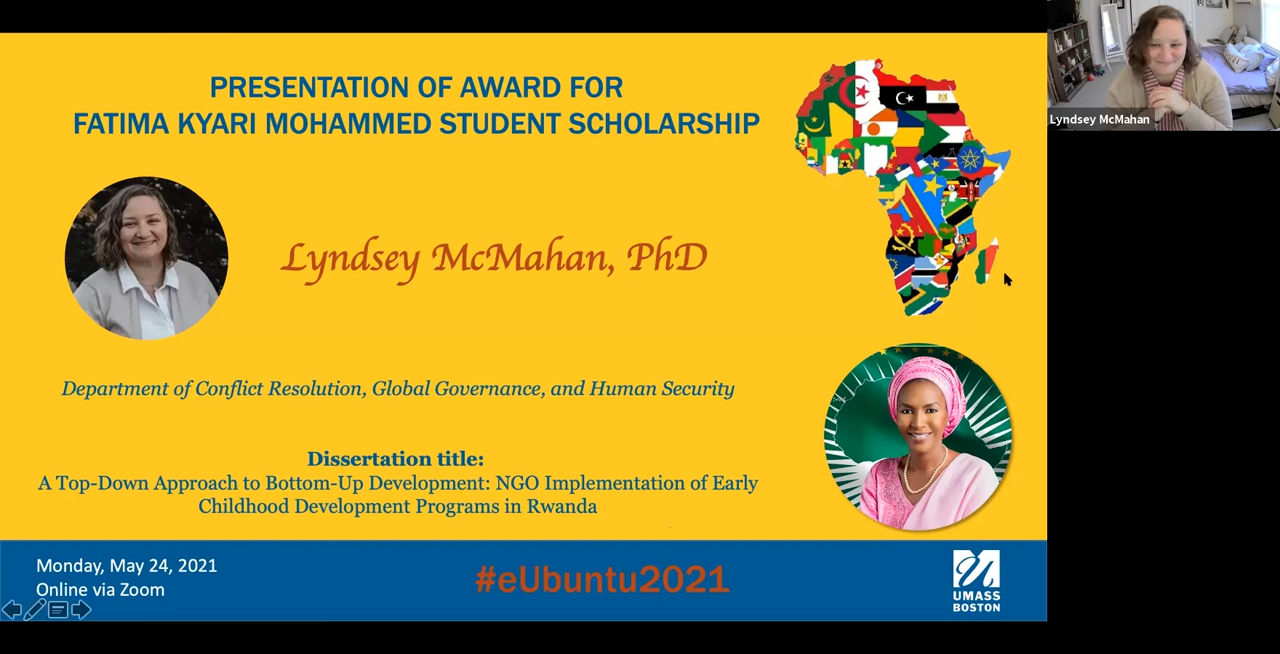 PRESENTATION OF AWARD FOR
FATIMA KYARI MOHAMMED STUDENT SCHOLARSHIP
Lyndsey McMahan, PhD
Department of Conflict Resolution, Global Governance, and Human Security
Dissertation title:
A Top-Down Approach to Bottom-Up Development: NGO Implementation of Early
Childhood Development Programs in Rwanda
Monday, May 24, 2021
Online via Zoom
#eUbuntu2021
UMASS
BOSTON
Lyndsey McMahan